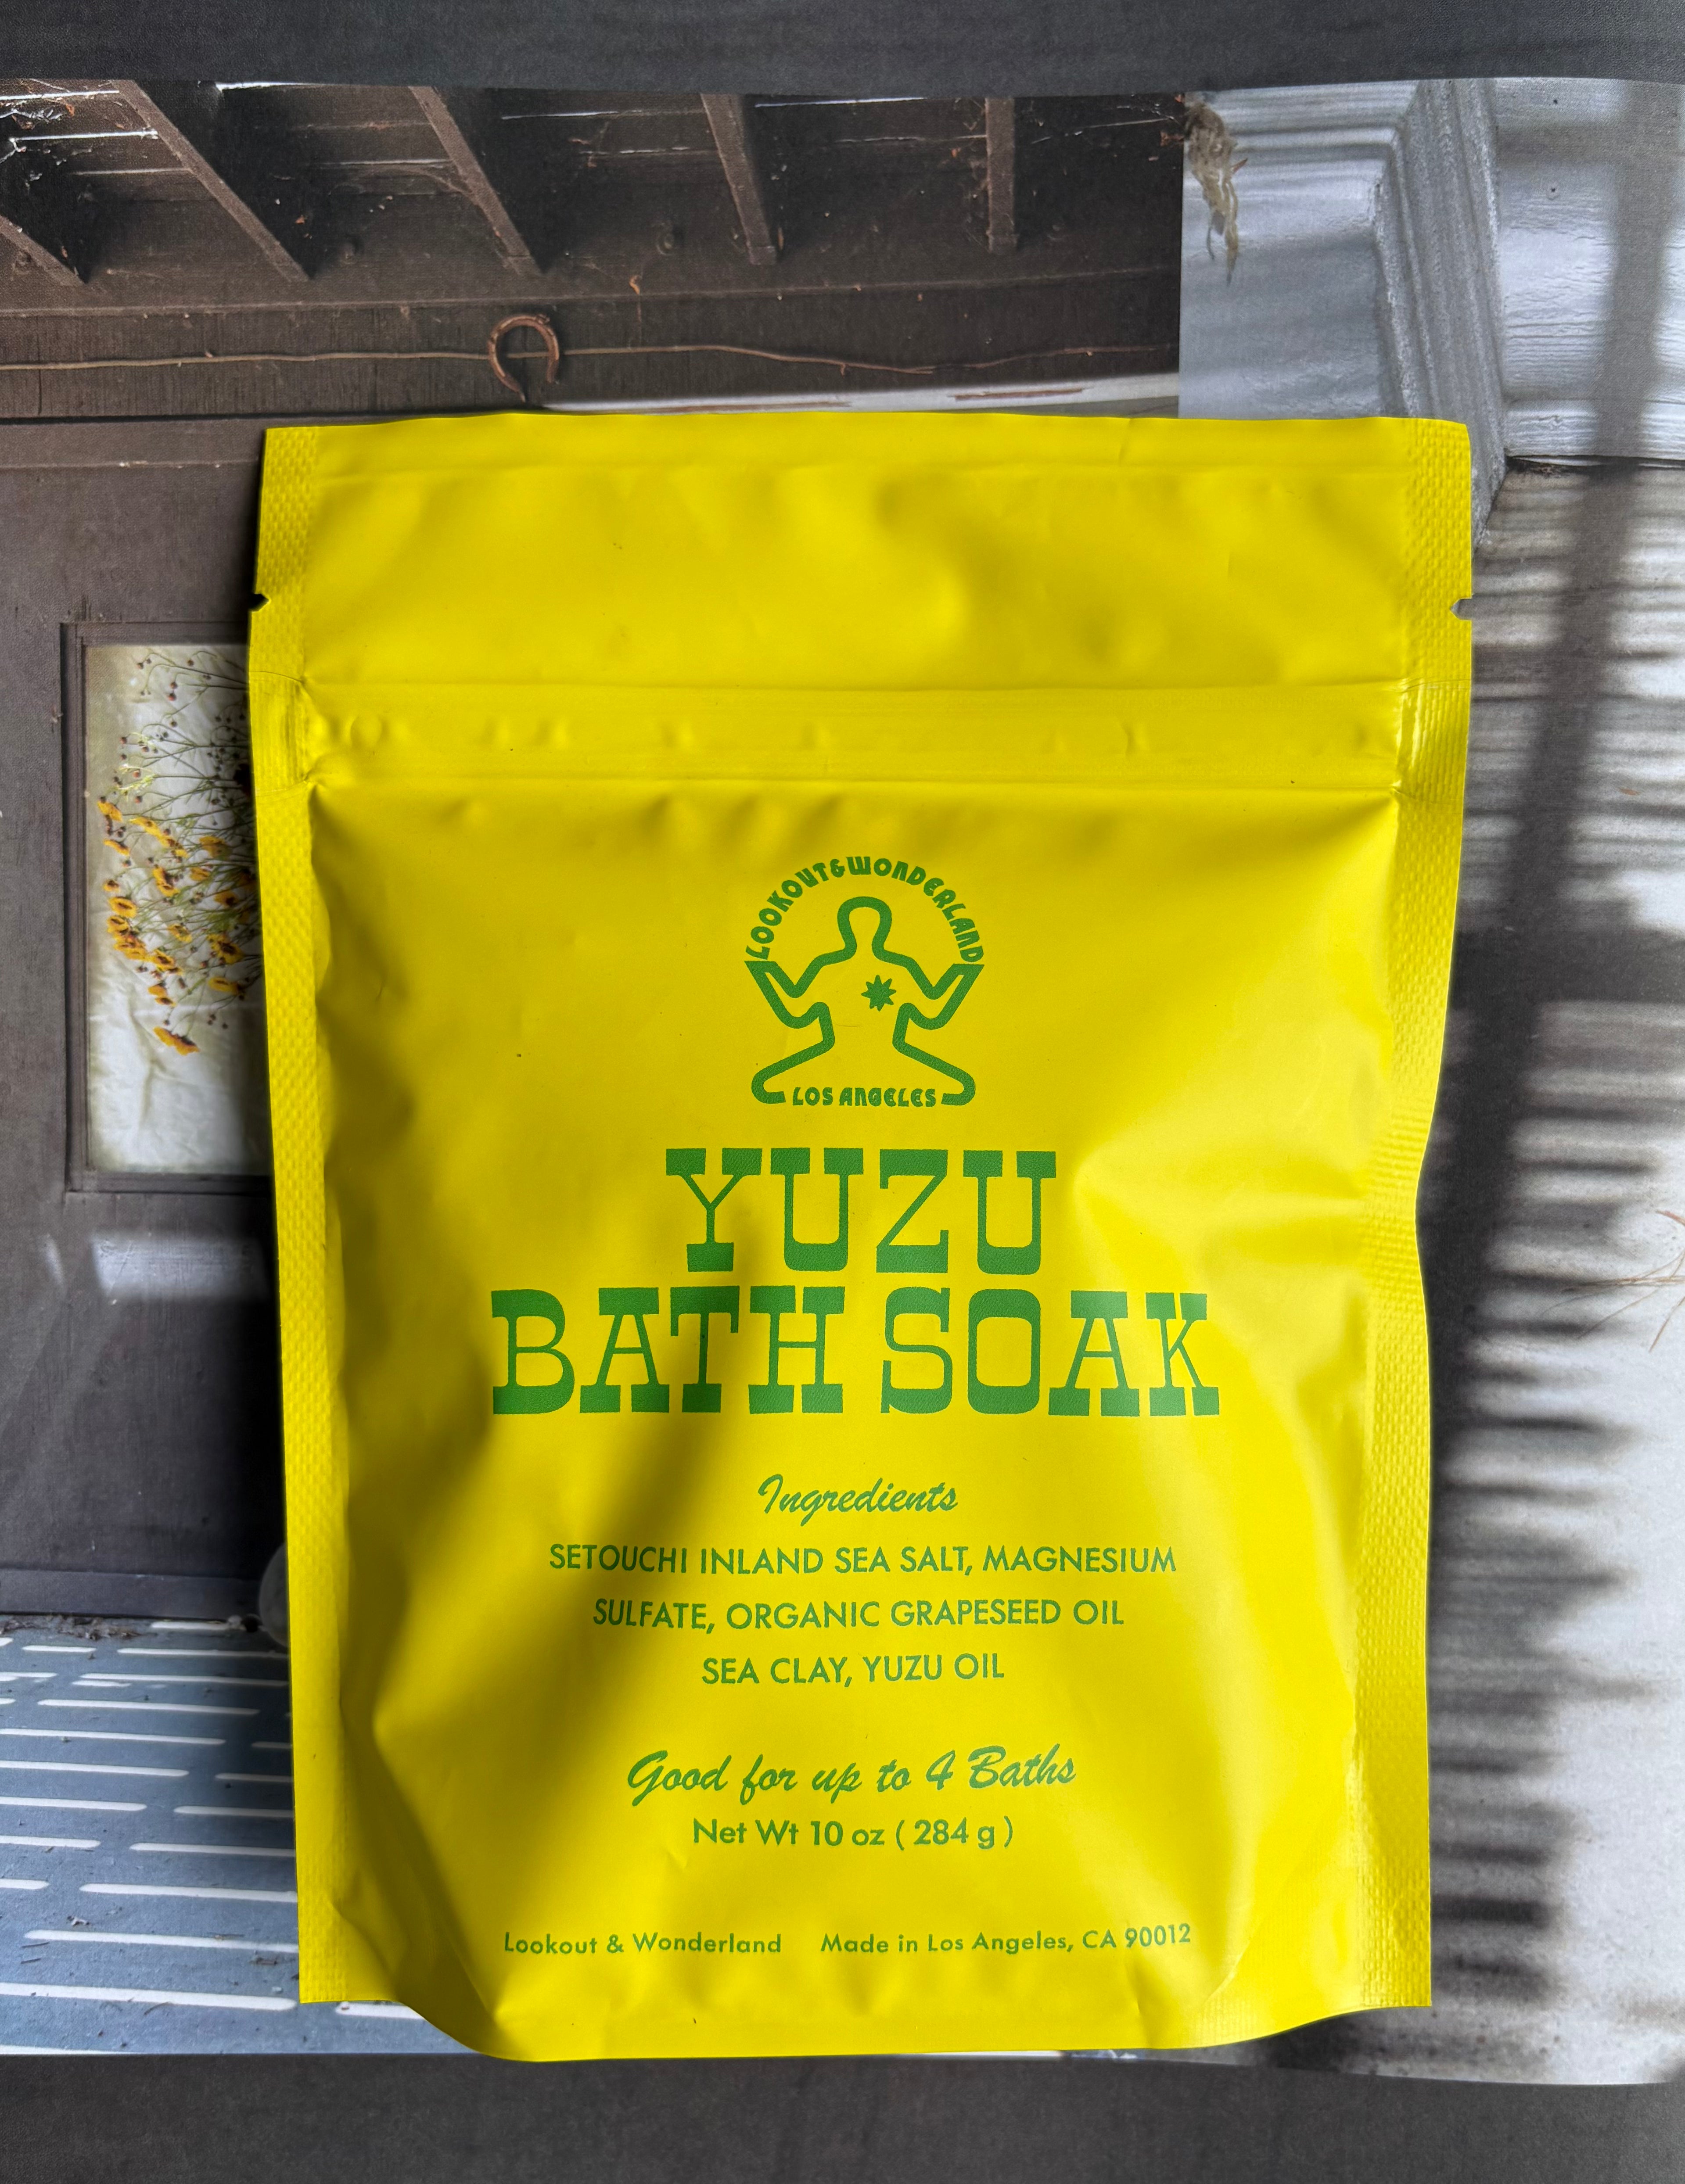 LOOKOUT&WONDERLAND
LOS ANGELES
YUZU
BATH SOAK
Ingredients
SETOUCHI INLAND SEA SALT, MAGNESIUM
SULFATE, ORGANIC GRAPESEED OIL
SEA CLAY, YUZU OIL
Good for up to 4 Baths
Net Wt 10 oz ( 284 g )
Lookout & Wonderland Made in Los Angeles, CA 90012